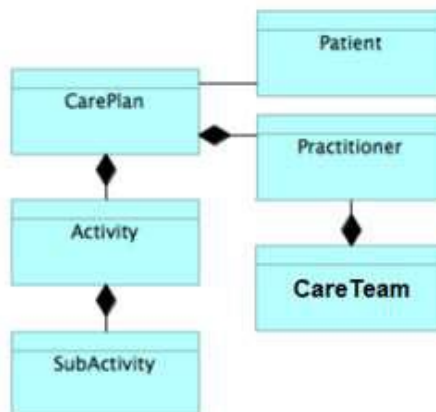 Patient
CarePlan
Practitioner
Activity
CareTeam
SubActivity